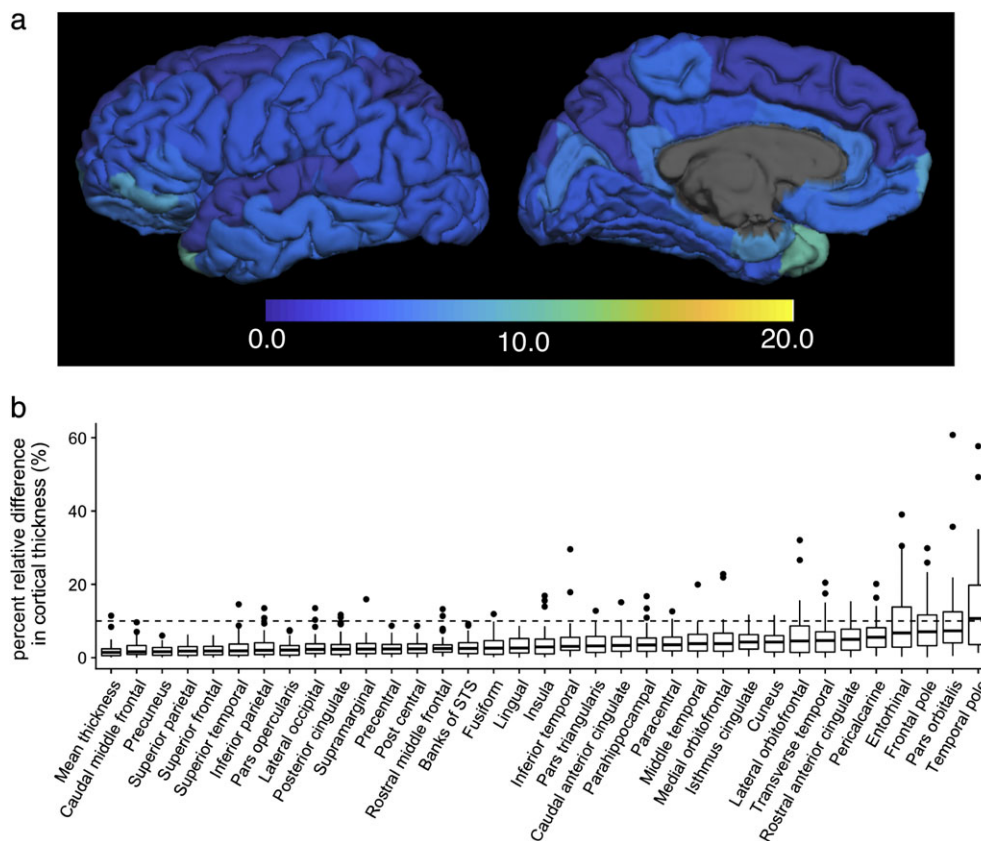 a
0.0 10.0 20.0
b
percent relative difference
in cortical thickness (%)
60
40
20
0
Mean thickness
Caudal middle frontal
Precuneus
Superior parietal
Superior frontal
Superior temporal
Inferior parietal
Pars opercularis
Lateral occipital
Posterior cingulate
Supramarginal
Precentral
Post central
Rostral middle frontal
Banks of STS
Fusiform
Lingual
Insula
Inferior temporal
Pars triangularis
Caudal anterior cingulate
Parahippocampal
Paracentral
Middle temporal
Medial orbitofrontal
Isthmus cingulate
Cuneus
Lateral orbitofrontal
Transverse temporal
Rostral anterior cingulate
Pericalcarine
Entorhinal
Frontal pole
Pars orbitalis
Temporal pole